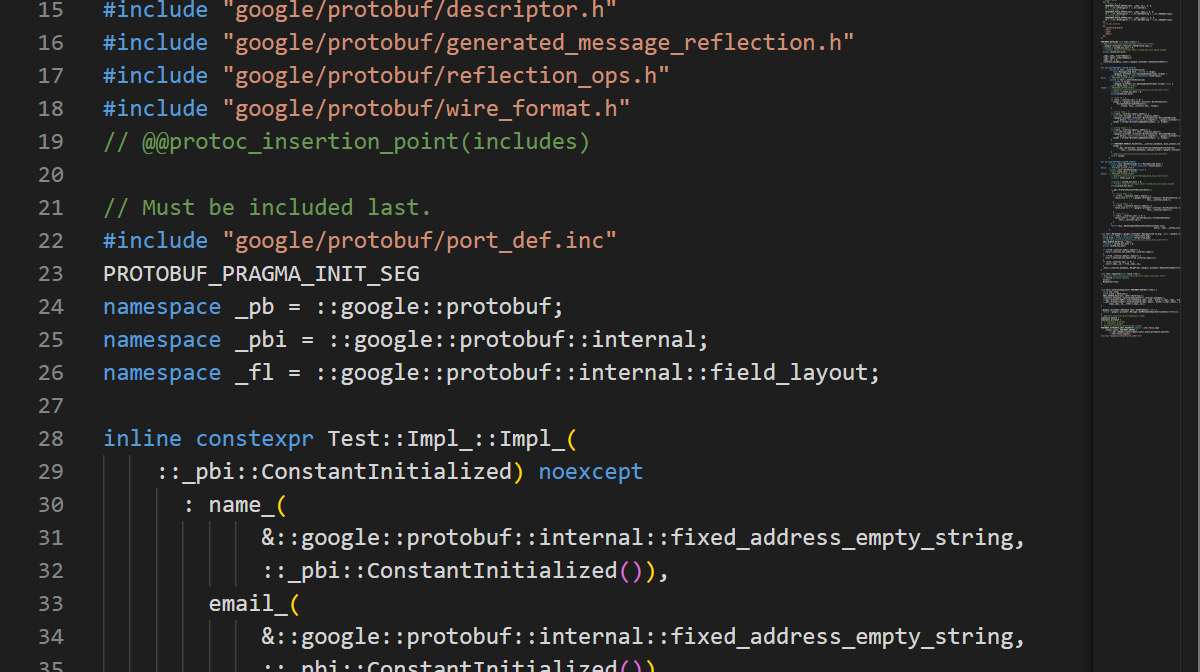 15 #include "google/protobuf/descriptor.h"
16 #include "google/protobuf/generated_message_reflection.h"
17 #include "google/protobuf/reflection_ops.h"
18 #include "google/protobuf/wire_format.h"
19 // @@protoc_insertion_point(includes)
20
21 // Must be included last.
22 #include "google/protobuf/port_def.inc"
23 PROTOBUF_PRAGMA_INIT_SEG
24 namespace _pb = ::google::protobuf;
25 namespace _pbi = ::google::protobuf::internal;
26 namespace _fl = ::google::protobuf::internal::field_layout;
27
28 inline constexpr Test::Impl_::Impl_(
29     ::_pbi::ConstantInitialized) noexcept
30       : name_(
31             &::google::protobuf::internal::fixed_address_empty_string,
32             ::_pbi::ConstantInitialized()),
33         email_(
34             &::google::protobuf::internal::fixed_address_empty_string,
35             ::_pbi::ConstantInitialized())